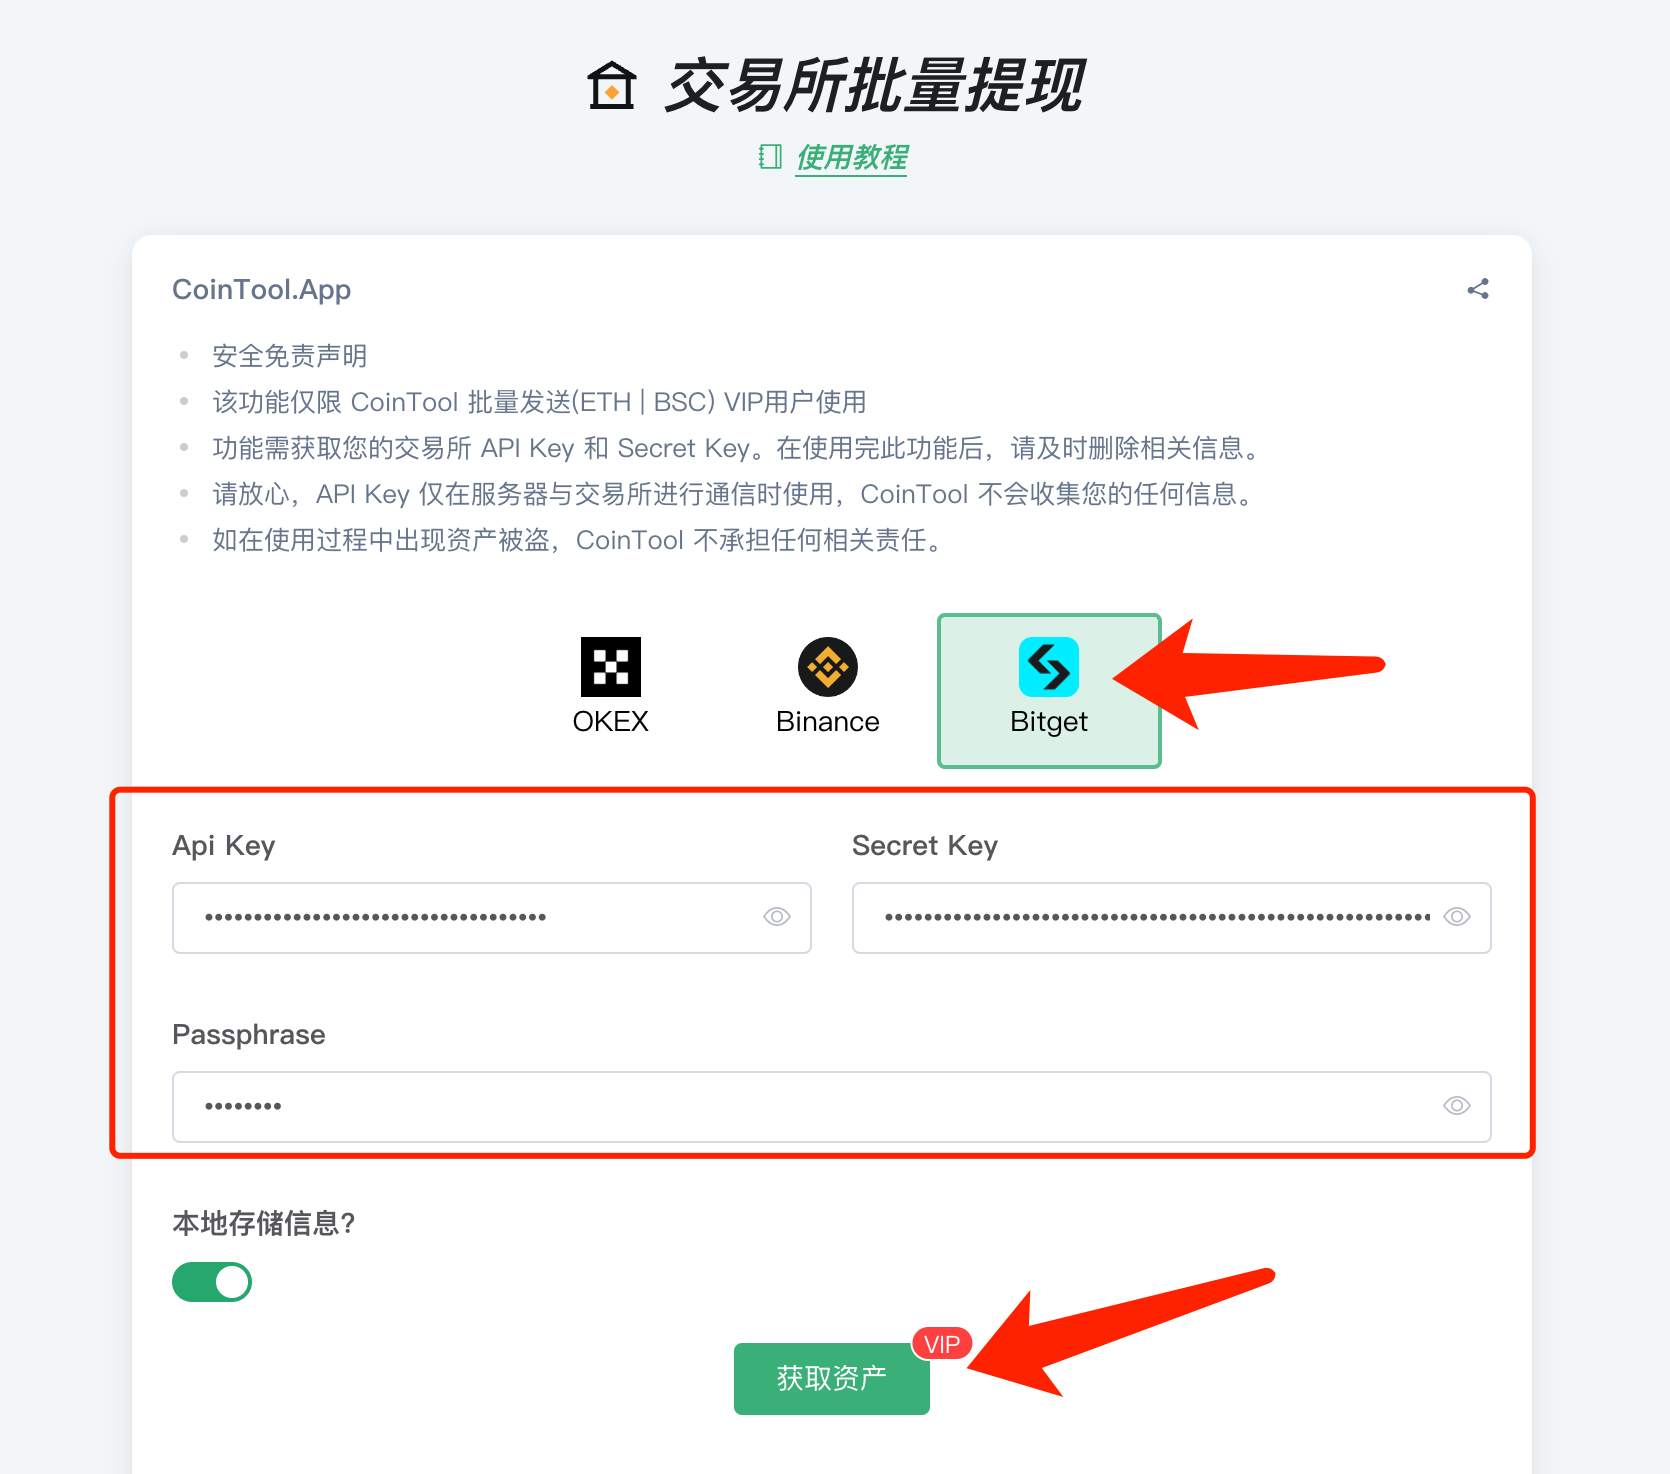 交易所批量提现
使用教程
CoinTool.App
安全免责声明
该功能仅限 CoinTool 批量发送(ETH | BSC) VIP用户使用
功能需获取您的交易所 API Key 和 Secret Key。在使用完此功能后，请及时删除相关信息。
请放心，API Key 仅在服务器与交易所进行通信时使用，CoinTool 不会收集您的任何信息。
如在使用过程中出现资产被盗，CoinTool 不承担任何相关责任。
OKEX
Binance
Bitget
Api Key
Secret Key
Passphrase
本地存储信息?
VIP
获取资产